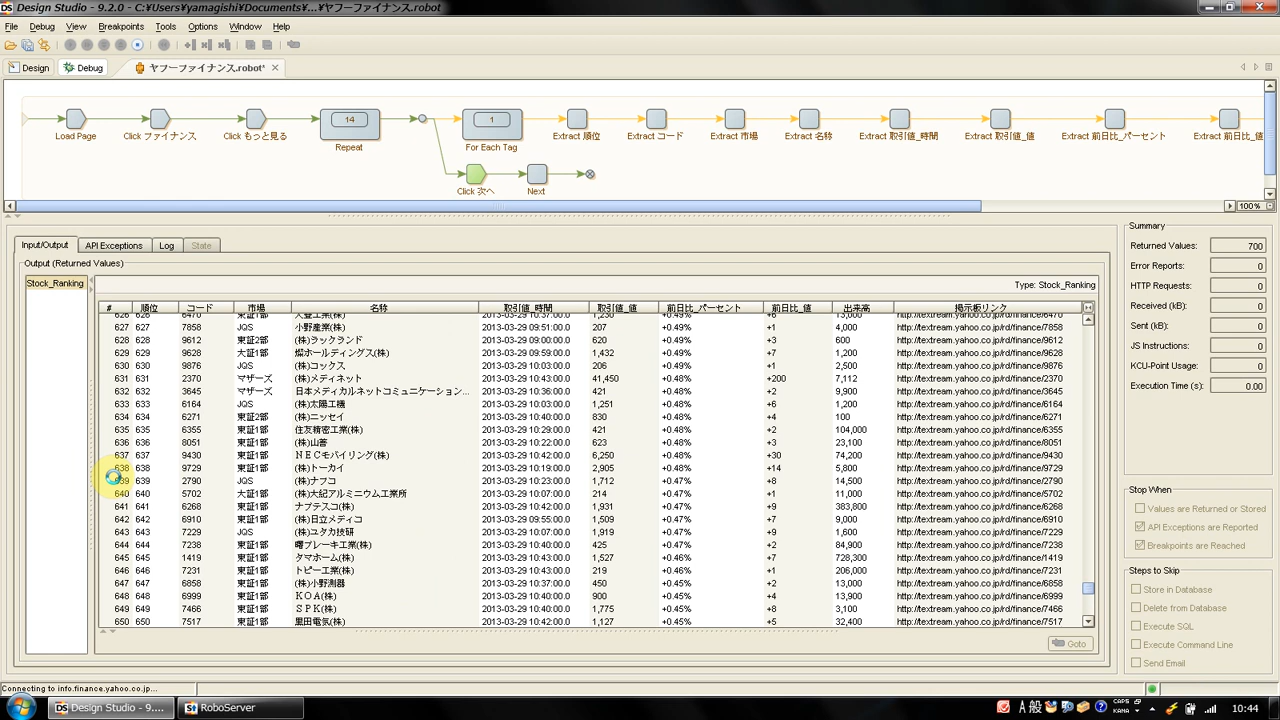 Design Studio - 9.2.0 - C:¥Users¥yamagishi¥Documents¥...¥ヤフーファイナンス.robot*
File Debug View Breakpoints Tools Options Window Help
Design Debug ヤフーファイナンス.robot*
14 1
Load Page Click ファイナンス Click もっと見る Repeat For Each Tag Extract 順位 Extract コード Extract 市場 Extract 名称 Extract 取引値_時間 Extract 取引値_値 Extract 前日比_パーセント Extract 前日比_値
Click 次へ Next
100%
Input/Output API Exceptions Log State
Output (Returned Values)
Stock_Ranking
Type: Stock_Ranking
# 順位 コード 市場 名称 取引値_時間 取引値_値 前日比_パーセント 前日比_値 出来高 掲示板リンク
627 627 7858 JQS 小野産業(株) 2013-03-29 09:51:00.0 207 +0.49% +1 4,000 http://textream.yahoo.co.jp/rd/finance/7858
628 628 9612 東証2部 (株)ラックランド 2013-03-29 09:00:00.0 620 +0.49% +3 600 http://textream.yahoo.co.jp/rd/finance/9612
629 629 9628 東証1部 燦ホールディングス(株) 2013-03-29 09:59:00.0 1,432 +0.49% +7 1,200 http://textream.yahoo.co.jp/rd/finance/9628
630 630 9876 JQS (株)コックス 2013-03-29 10:03:00.0 206 +0.49% +1 2,500 http://textream.yahoo.co.jp/rd/finance/9876
631 631 2370 マザーズ (株)メディネット 2013-03-29 10:43:00.0 41,450 +0.48% +200 7,112 http://textream.yahoo.co.jp/rd/finance/2370
632 632 3645 マザーズ 日本メディカルネットコミュニケーション... 2013-03-29 10:36:00.0 421 +0.48% +2 9,900 http://textream.yahoo.co.jp/rd/finance/3645
633 633 6164 JQS (株)太陽工機 2013-03-29 10:03:00.0 1,251 +0.48% +6 2,200 http://textream.yahoo.co.jp/rd/finance/6164
634 634 6271 東証2部 (株)ニッセイ 2013-03-29 10:40:00.0 830 +0.48% +4 100 http://textream.yahoo.co.jp/rd/finance/6271
635 635 6355 東証1部 住友精密工業(株) 2013-03-29 10:42:00.0 421 +0.48% +2 104,000 http://textream.yahoo.co.jp/rd/finance/6355
636 636 8051 東証1部 (株)山善 2013-03-29 10:22:00.0 623 +0.48% +3 23,100 http://textream.yahoo.co.jp/rd/finance/8051
637 637 9430 東証1部 NECモバイリング(株) 2013-03-29 10:42:00.0 6,250 +0.48% +30 74,200 http://textream.yahoo.co.jp/rd/finance/9430
638 638 9729 東証1部 (株)トーカイ 2013-03-29 10:19:00.0 2,905 +0.48% +14 5,800 http://textream.yahoo.co.jp/rd/finance/9729
639 639 2790 JQS (株)ナフコ 2013-03-29 10:23:00.0 1,712 +0.47% +8 14,500 http://textream.yahoo.co.jp/rd/finance/2790
640 640 5702 大証1部 (株)大紀アルミニウム工業所 2013-03-29 10:07:00.0 214 +0.47% +1 11,000 http://textream.yahoo.co.jp/rd/finance/5702
641 641 6268 東証1部 ナブテスコ(株) 2013-03-29 10:42:00.0 1,931 +0.47% +9 383,800 http://textream.yahoo.co.jp/rd/finance/6268
642 642 6910 東証1部 (株)日立メディコ 2013-03-29 09:55:00.0 1,509 +0.47% +7 9,000 http://textream.yahoo.co.jp/rd/finance/6910
643 643 7229 JQS (株)ユタカ技研 2013-03-29 10:07:00.0 1,919 +0.47% +9 1,400 http://textream.yahoo.co.jp/rd/finance/7229
644 644 7238 東証1部 曙ブレーキ工業(株) 2013-03-29 10:40:00.0 425 +0.47% +2 84,900 http://textream.yahoo.co.jp/rd/finance/7238
645 645 1419 東証1部 タマホーム(株) 2013-03-29 10:43:00.0 1,527 +0.46% +7 728,300 http://textream.yahoo.co.jp/rd/finance/1419
646 646 7231 東証1部 トピー工業(株) 2013-03-29 10:43:00.0 219 +0.46% +1 206,000 http://textream.yahoo.co.jp/rd/finance/7231
647 647 6858 東証1部 (株)小野測器 2013-03-29 10:37:00.0 450 +0.45% +2 13,000 http://textream.yahoo.co.jp/rd/finance/6858
648 648 6999 東証1部 KOA(株) 2013-03-29 10:40:00.0 900 +0.45% +4 13,900 http://textream.yahoo.co.jp/rd/finance/6999
649 649 7466 東証1部 SPK(株) 2013-03-29 10:40:00.0 1,775 +0.45% +8 3,100 http://textream.yahoo.co.jp/rd/finance/7466
650 650 7517 東証1部 黒田電気(株) 2013-03-29 10:42:00.0 1,127 +0.45% +5 32,400 http://textream.yahoo.co.jp/rd/finance/7517
Goto
Summary
Returned Values: 700
Error Reports: 0
HTTP Requests: 0
Received (kB): 0
Sent (kB): 0
JS Instructions: 0
KCU-Point Usage: 0
Execution Time (s): 0.00
Stop When
Values are Returned or Stored
API Exceptions are Reported
Breakpoints are Reached
Steps to Skip
Store in Database
Delete from Database
Execute SQL
Execute Command Line
Send Email
Connecting to info.finance.yahoo.co.jp...
Design Studio - 9.... RoboServer
A 般 CAPS KANA 10:44